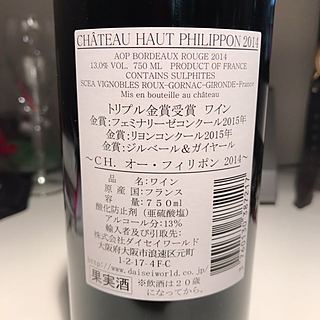 CHÂTEAU HAUT PHILIPPON 2014
AOP BORDEAUX ROUGE 2014
13,0% VOL. 750 ML PRODUCT OF FRANCE
CONTAINS SULPHITES
SCEA VIGNOBLES ROUX-GORNAC-GIRONDE-France
Mis en bouteille au château
トリプル金賞受賞 ワイン
金賞:フェミナリーゼコンクール2015年
金賞:リヨンコンクール2015年
金賞:ジルベール&ガイヤール
～CH. オー・フィリポン 2014～
品名:ワイン
原産国:フランス
容量:750ml
酸化防止剤(亜硫酸塩)
アルコール分:13%
輸入者及び引取先:
株式会社ダイセイワールド
大阪府大阪市浪速区元町
1-2-17-4F-C
http://www.daiseiworld.co.jp/
果実酒
※飲酒は20歳
になってから。